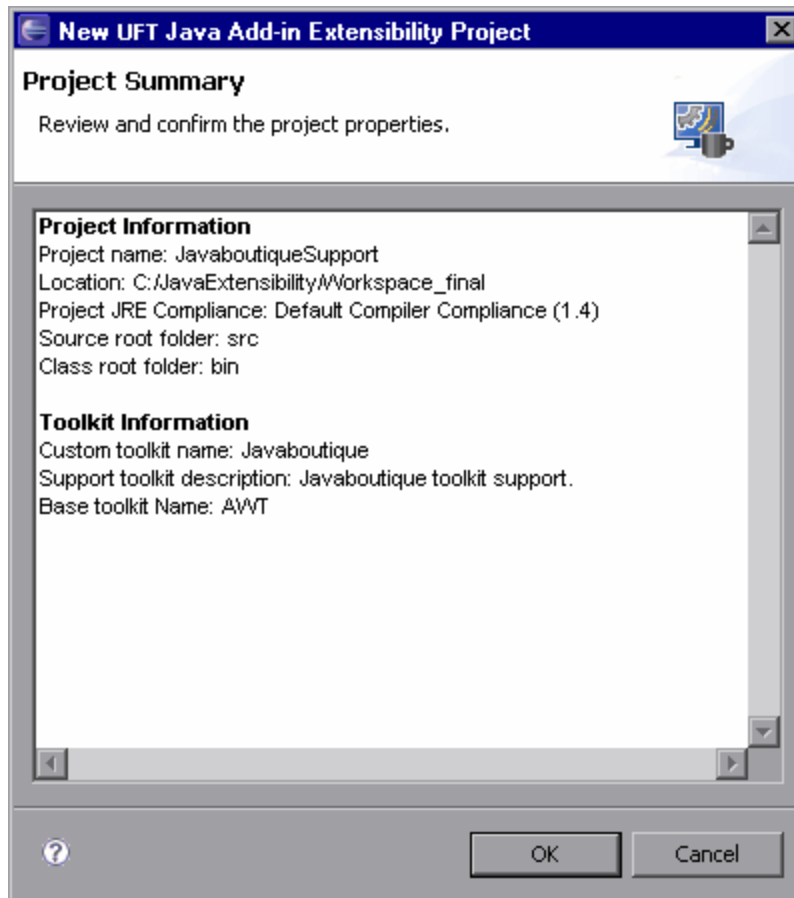 New UFT Java Add-in Extensibility Project
Project Summary
Review and confirm the project properties.
Project Information
Project name: JavaboutiqueSupport
Location: C:/JavaExtensibility/Workspace_final
Project JRE Compliance: Default Compiler Compliance (1.4)
Source root folder: src
Class root folder: bin
Toolkit Information
Custom toolkit name: Javaboutique
Support toolkit description: Javaboutique toolkit support.
Base toolkit Name: AWT
?
OK
Cancel